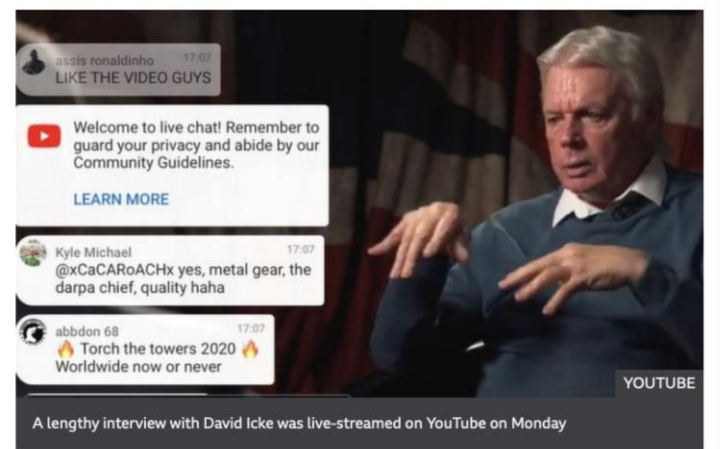 assis ronaldinho 17:07
LIKE THE VIDEO GUYS
Welcome to live chat! Remember to
guard your privacy and abide by our
Community Guidelines.
LEARN MORE
Kyle Michael 17:07
@xCaCARoACHx yes, metal gear, the
darpa chief, quality haha
abbdon 68 17:07
🔥 Torch the towers 2020 🔥
Worldwide now or never
YOUTUBE
A lengthy interview with David Icke was live-streamed on YouTube on Monday